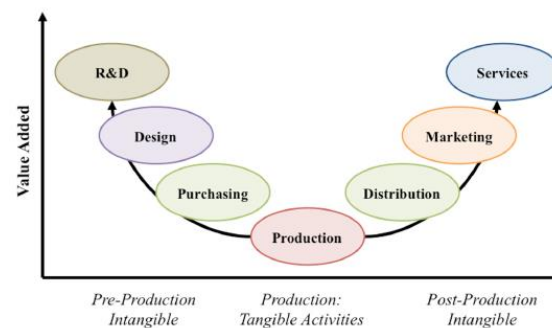 Value Added
R&D
Services
Design
Marketing
Purchasing
Distribution
Production
Pre-Production
Intangible
Production:
Tangible Activities
Post-Production
Intangible